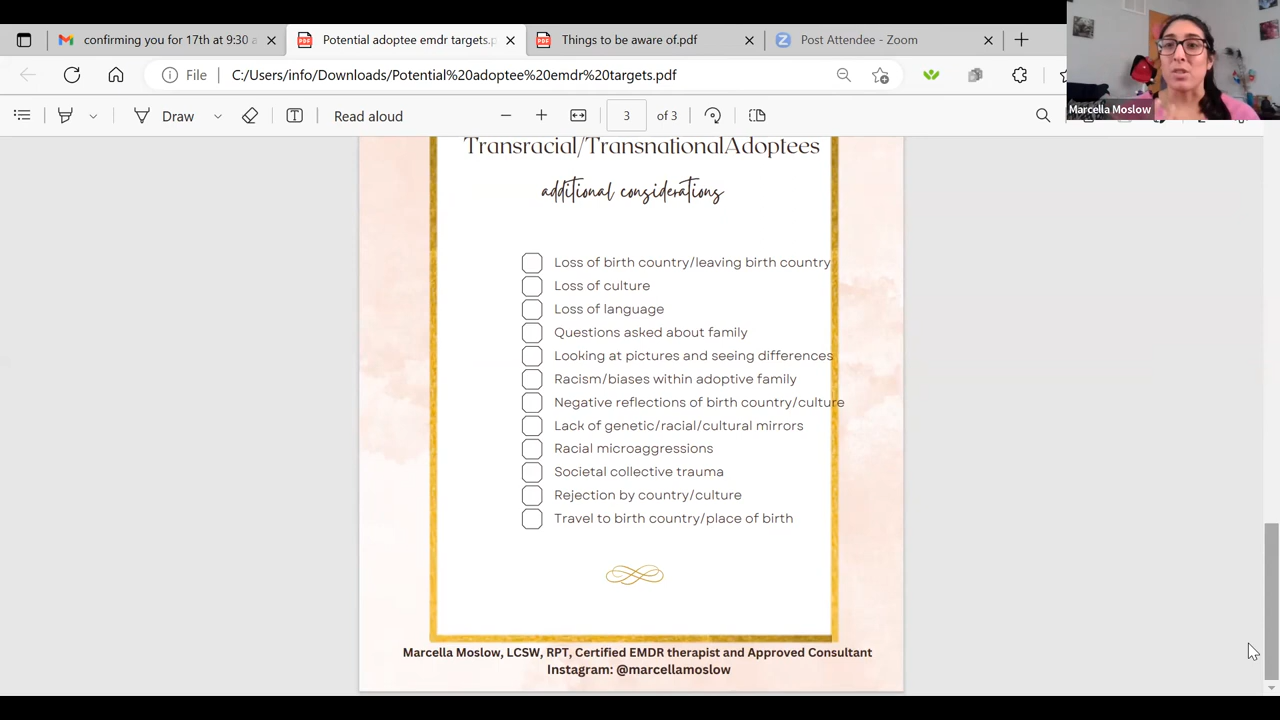 confirming you for 17th at 9:30 a
Potential adoptee emdr targets.p
Things to be aware of.pdf
Post Attendee - Zoom
File
C:/Users/info/Downloads/Potential%20adoptee%20emdr%20targets.pdf
Marcella Moslow
Draw
Read aloud
3
of 3
Transracial/TransnationalAdoptees
additional considerations
Loss of birth country/leaving birth country
Loss of culture
Loss of language
Questions asked about family
Looking at pictures and seeing differences
Racism/biases within adoptive family
Negative reflections of birth country/culture
Lack of genetic/racial/cultural mirrors
Racial microaggressions
Societal collective trauma
Rejection by country/culture
Travel to birth country/place of birth
Marcella Moslow, LCSW, RPT, Certified EMDR therapist and Approved Consultant
Instagram: @marcellamoslow